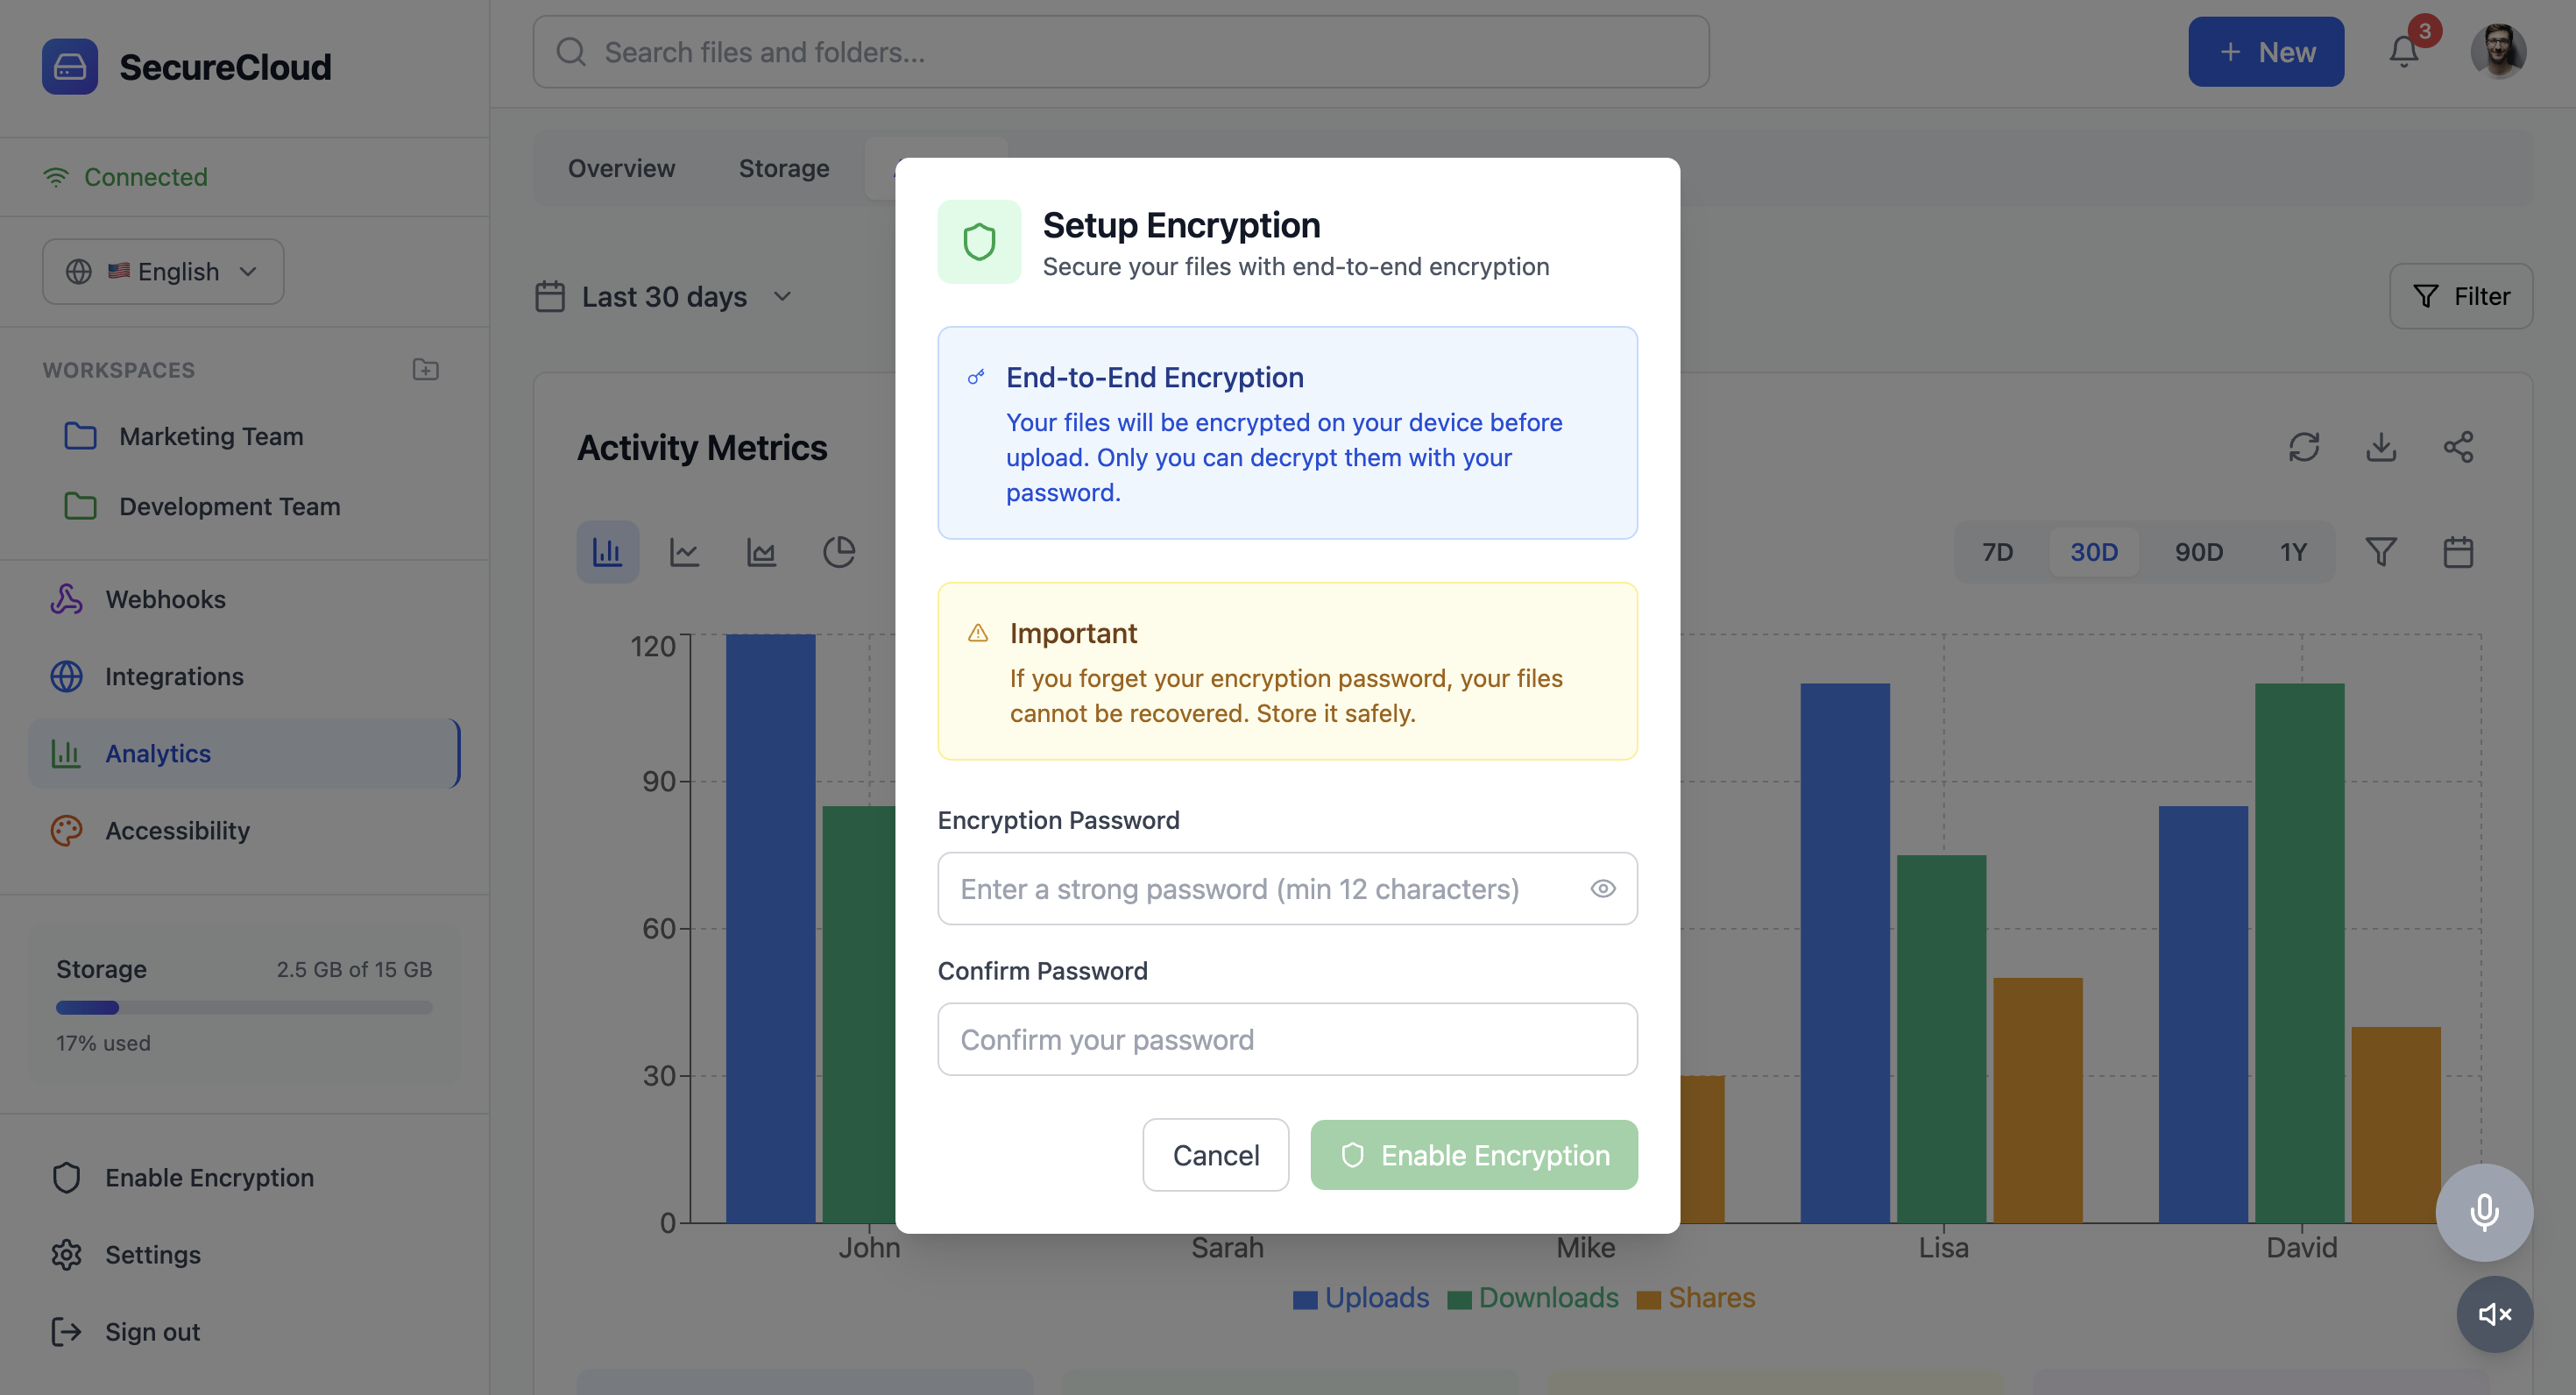 SecureCloud
Search files and folders...
New
3
Connected
English
WORKSPACES
Marketing Team
Development Team
Webhooks
Integrations
Analytics
Accessibility
Storage
2.5 GB of 15 GB
17% used
Enable Encryption
Settings
Sign out
Overview
Storage
Last 30 days
Filter
Activity Metrics
7D
30D
90D
1Y
120
90
60
30
0
John
Sarah
Mike
Lisa
David
Uploads
Downloads
Shares
Setup Encryption
Secure your files with end-to-end encryption
End-to-End Encryption
Your files will be encrypted on your device before
upload. Only you can decrypt them with your
password.
Important
If you forget your encryption password, your files
cannot be recovered. Store it safely.
Encryption Password
Enter a strong password (min 12 characters)
Confirm Password
Confirm your password
Cancel
Enable Encryption